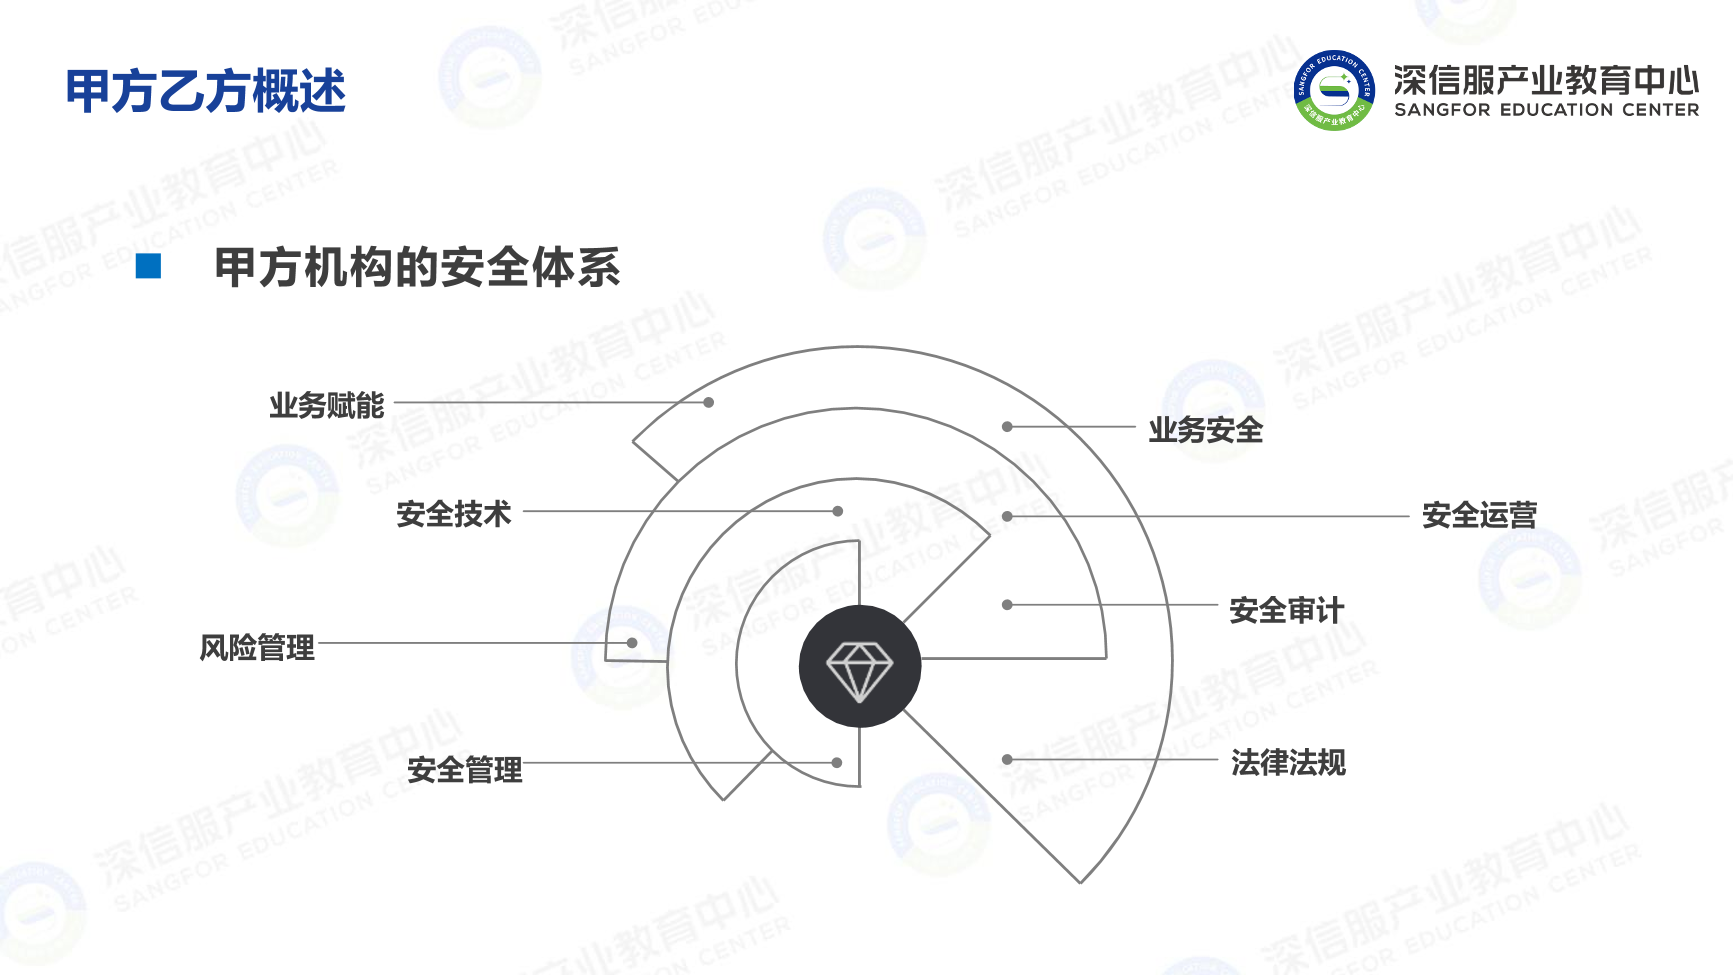 甲方乙方概述
深信服产业教育中心
SANGFOR EDUCATION CENTER
甲方机构的安全体系
业务赋能
业务安全
安全技术
安全运营
安全审计
风险管理
安全管理
法律法规